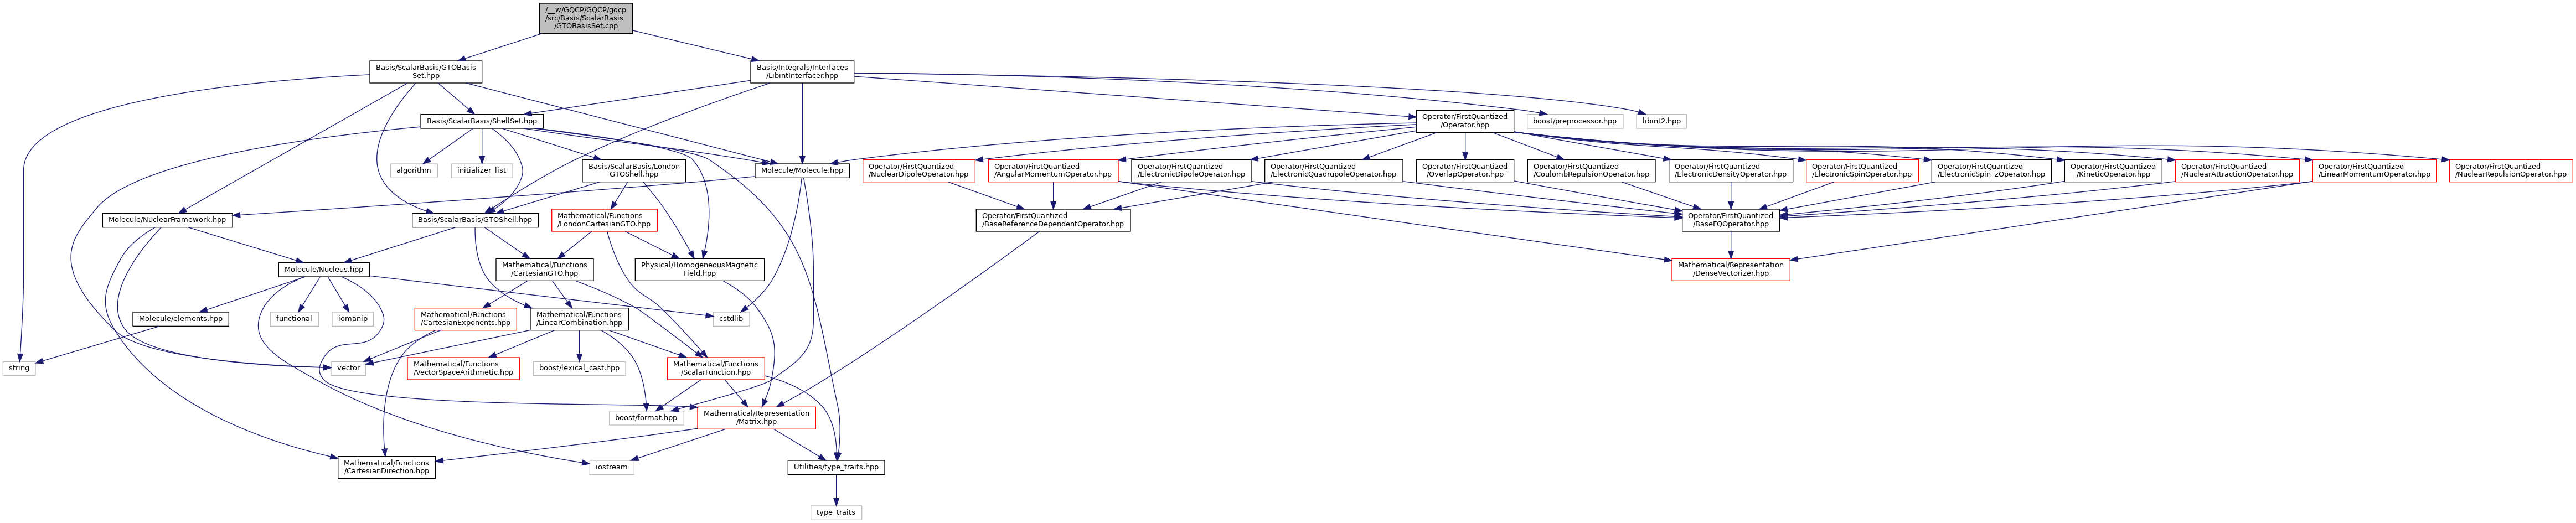 /__w/GQCP/GQCP/gqcp
/src/Basis/ScalarBasis
/GTOBasisSet.cpp
Basis/ScalarBasis/GTOBasis
Set.hpp
Basis/Integrals/Interfaces
/LibintInterfacer.hpp
Basis/ScalarBasis/ShellSet.hpp
Operator/FirstQuantized
/Operator.hpp
boost/preprocessor.hpp
libint2.hpp
algorithm
initializer_list
Basis/ScalarBasis/London
GTOShell.hpp
Molecule/Molecule.hpp
Operator/FirstQuantized
/NuclearDipoleOperator.hpp
Operator/FirstQuantized
/AngularMomentumOperator.hpp
Operator/FirstQuantized
/ElectronicDipoleOperator.hpp
Operator/FirstQuantized
/ElectronicQuadrupoleOperator.hpp
Operator/FirstQuantized
/OverlapOperator.hpp
Operator/FirstQuantized
/CoulombRepulsionOperator.hpp
Operator/FirstQuantized
/ElectronicDensityOperator.hpp
Operator/FirstQuantized
/ElectronicSpinOperator.hpp
Operator/FirstQuantized
/ElectronicSpin_zOperator.hpp
Operator/FirstQuantized
/KineticOperator.hpp
Operator/FirstQuantized
/NuclearAttractionOperator.hpp
Operator/FirstQuantized
/LinearMomentumOperator.hpp
Operator/FirstQuantized
/NuclearRepulsionOperator.hpp
Molecule/NuclearFramework.hpp
Basis/ScalarBasis/GTOShell.hpp
Mathematical/Functions
/LondonCartesianGTO.hpp
Operator/FirstQuantized
/BaseReferenceDependentOperator.hpp
Operator/FirstQuantized
/BaseFQOperator.hpp
Molecule/Nucleus.hpp
Mathematical/Functions
/CartesianGTO.hpp
Physical/HomogeneousMagnetic
Field.hpp
Mathematical/Representation
/DenseVectorizer.hpp
Molecule/elements.hpp
functional
iomanip
Mathematical/Functions
/CartesianExponents.hpp
Mathematical/Functions
/LinearCombination.hpp
cstdlib
string
vector
Mathematical/Functions
/VectorSpaceArithmetic.hpp
boost/lexical_cast.hpp
Mathematical/Functions
/ScalarFunction.hpp
boost/format.hpp
Mathematical/Representation
/Matrix.hpp
Mathematical/Functions
/CartesianDirection.hpp
iostream
Utilities/type_traits.hpp
type_traits